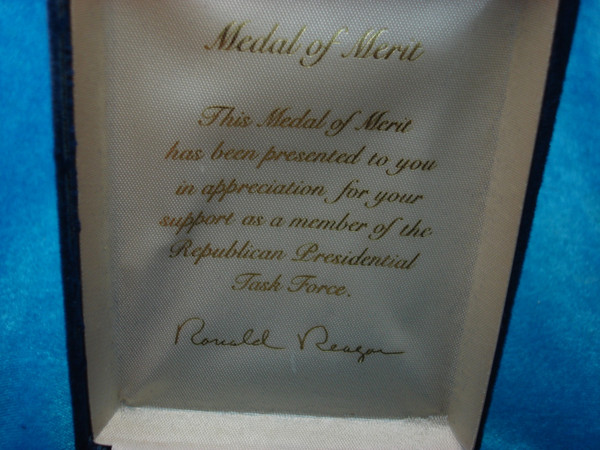 Medal of Merit
This Medal of Merit
has been presented to you
in appreciation for your
support as a member of the
Republican Presidential
Task Force.
Ronald Reagan